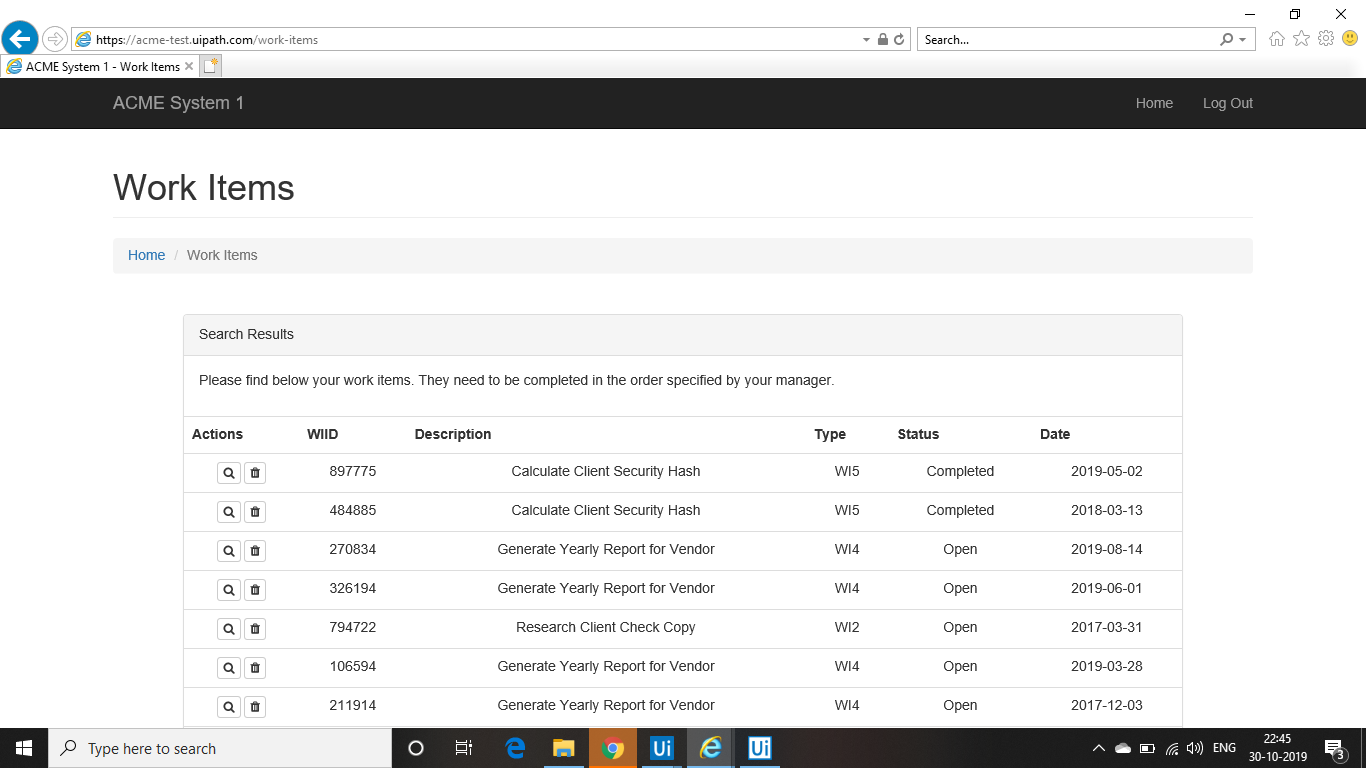 https://acme-test.uipath.com/work-items
Search...
ACME System 1 - Work Items
ACME System 1
Home
Log Out
Work Items
Home / Work Items
Search Results
Please find below your work items. They need to be completed in the order specified by your manager.
Actions WIID Description Type Status Date
897775 Calculate Client Security Hash WI5 Completed 2019-05-02
484885 Calculate Client Security Hash WI5 Completed 2018-03-13
270834 Generate Yearly Report for Vendor WI4 Open 2019-08-14
326194 Generate Yearly Report for Vendor WI4 Open 2019-06-01
794722 Research Client Check Copy WI2 Open 2017-03-31
106594 Generate Yearly Report for Vendor WI4 Open 2019-03-28
211914 Generate Yearly Report for Vendor WI4 Open 2017-12-03
Type here to search
Ui
Ui
ENG
22:45
30-10-2019
3